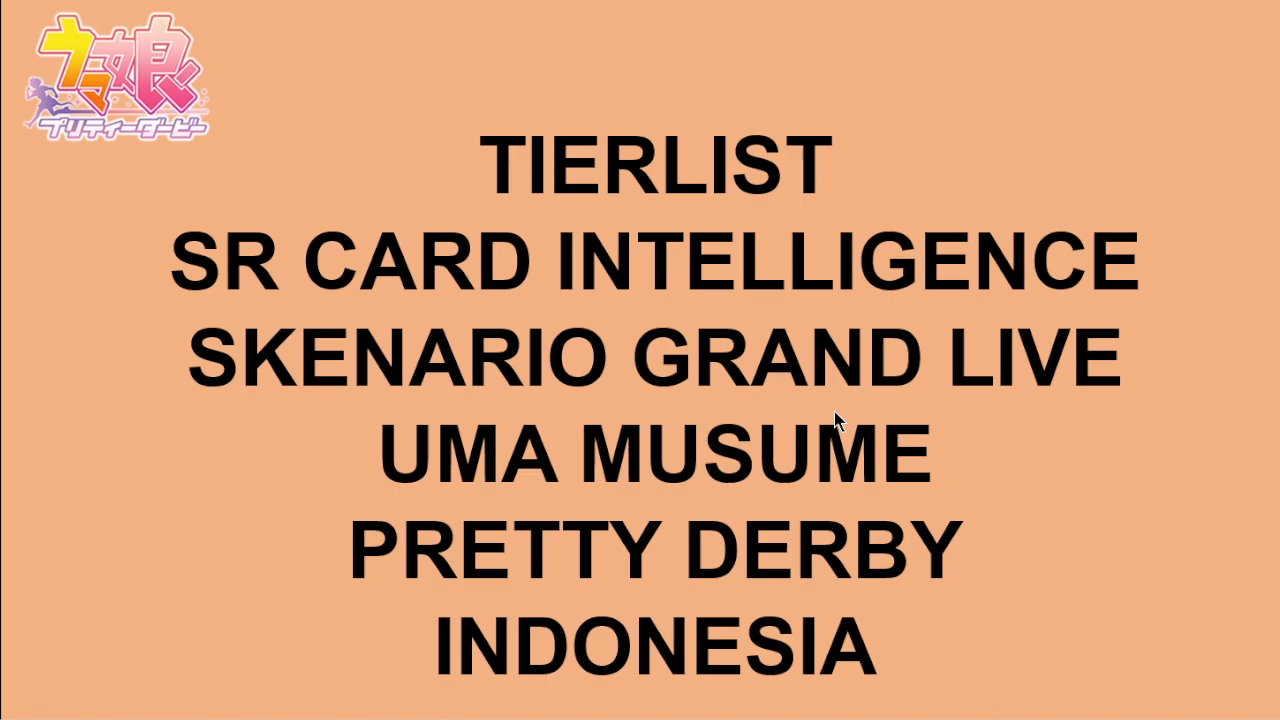 ウマ娘
プリティーダービー
TIERLIST
SR CARD INTELLIGENCE
SKENARIO GRAND LIVE
UMA MUSUME
PRETTY DERBY
INDONESIA